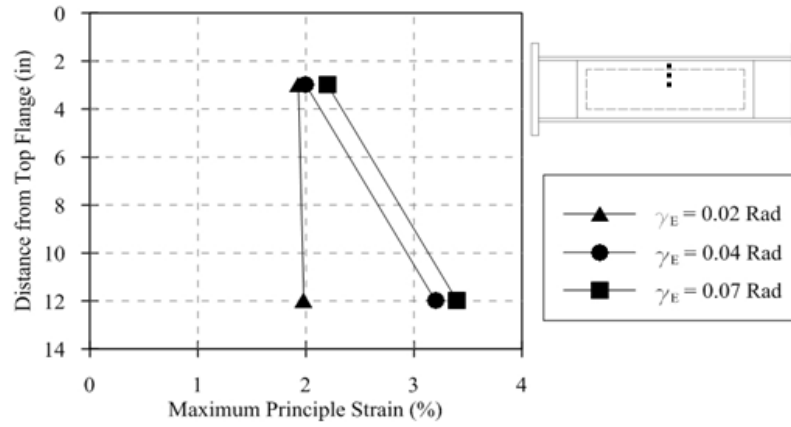 0
2
4
6
8
10
12
14
Distance from Top Flange (in)
0 1 2 3 4
Maximum Principle Strain (%)
γE = 0.02 Rad
γE = 0.04 Rad
γE = 0.07 Rad